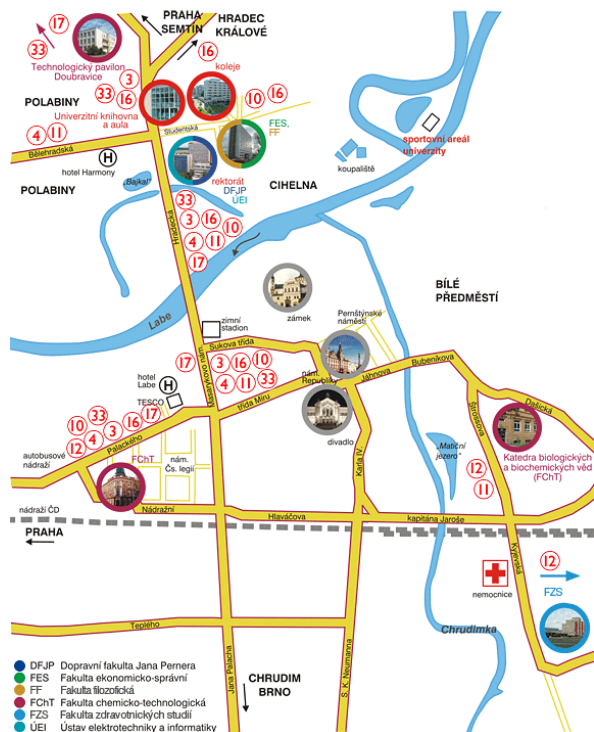 PRAHA
SEMTÍN
HRADEC
KRÁLOVÉ
17
33
16
Technologický pavilon
Doubravice
koleje
3
33
16
10
16
POLABINY
Univerzitní knihovna
a aula
FES,
FF
4
11
Studentská
sportovní areál
univerzity
Bělehradská
H
hotel Harmony
koupaliště
POLABINY
„Bajkal“
rektorát
DFJP
ÚEI
CIHELNA
33
3
16
10
4
11
17
Hradecká
BÍLÉ
PŘEDMĚSTÍ
zámek
Pernštýnské
náměstí
Labe
zimní
stadion
Sukova třída
17
3
16
10
4
11
33
Masarykovo nám.
nám.
Republiky
Jahnova
Bubeníkova
hotel
Labe
H
TESCO
třída Míru
Dašická
Jaroslava
10
33
16
17
12
4
3
Palackého
divadlo
autobusové
nádraží
FChT
nám.
Čs. legií
Karla IV.
„Matiční
jezero“
Katedra biologických
a biochemických věd
(FChT)
12
11
nádraží ČD
Nádražní
Hlaváčova
kapitána Jaroše
PRAHA
Kyjevská
12
FZS
nemocnice
Teplého
Chrudimka
Jana Palacha
S. K. Neumanna
CHRUDIM
BRNO
DFJP Dopravní fakulta Jana Pernera
FES Fakulta ekonomicko-správní
FF Fakulta filozofická
FChT Fakulta chemicko-technologická
FZS Fakulta zdravotnických studií
ÚEI Ústav elektrotechniky a informatiky